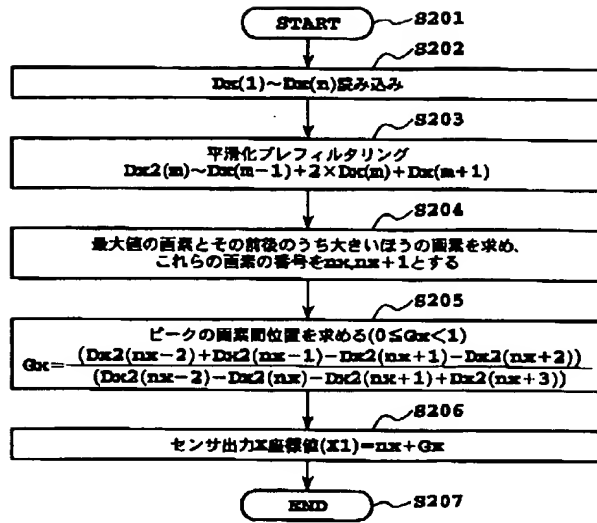 START
S201
S202
Dx(1)~Dx(n)読み込み
S203
平滑化プレフィルタリング
Dx2(m)~Dx(m−1)+2×Dx(m)+Dx(m+1)
S204
最大値の画素とその前後のうち大きいほうの画素を求め、
これらの画素の番号をnx,nx+1とする
S205
ピークの画素間位置を求める(0≦Gx<1)
Gx=(Dx2(nx−2)+Dx2(nx−1)−Dx2(nx+1)−Dx2(nx+2))
(Dx2(nx−2)−Dx2(nx)−Dx2(nx+1)+Dx2(nx+3))
S206
センサ出力X座標値(X1)=nx+Gx
END
S207